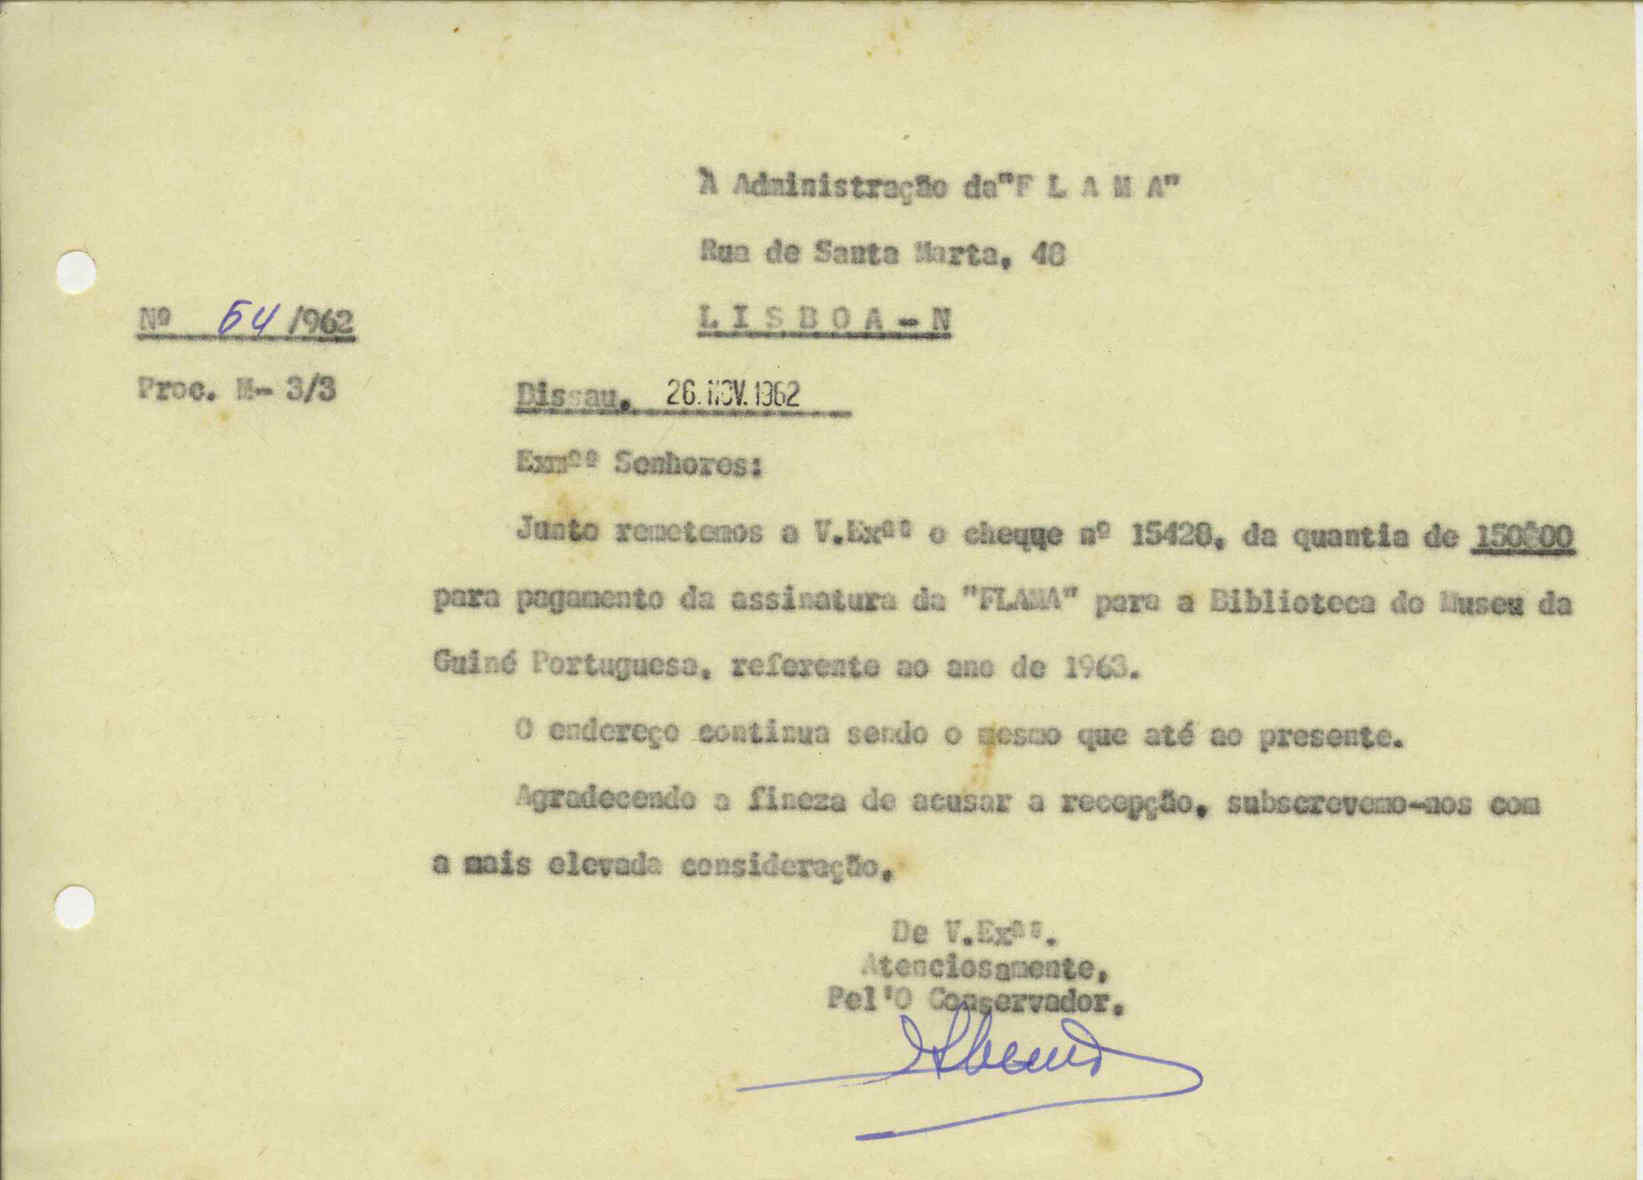 À Administração da"F L A M A"
Rua de Santa Marta, 48
Nº 64/962
L I S B O A - N
Proc. M- 3/3
Bissau, 26.NOV.1962
Exmºº Senhores:
Junto remetemos a V.Exªº o cheque nº 15428, da quantia de 150$00
para pagamento da assinatura da "FLAMA" para a Biblioteca do Museu da
Guiné Portuguesa, referente ao ano de 1963.
O endereço continua sendo o mesmo que até ao presente.
Agradecendo a fineza de acusar a recepção, subscrevemo-nos com
a mais elevada consideração,
De V.Exªº.
Atenciosamente,
Pel'O Conservador,